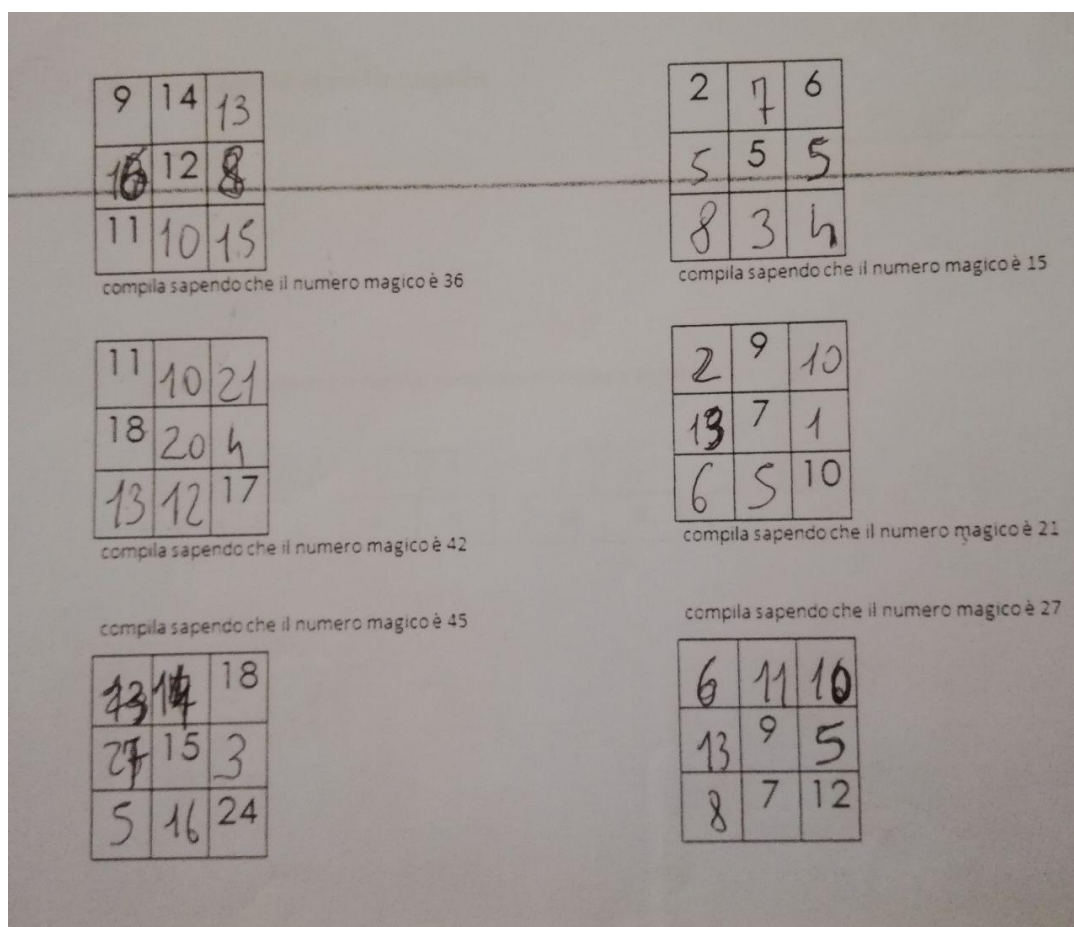 9 14 13
16 12 8
11 10 15
compila sapendo che il numero magico è 36
2 7 6
5 5 5
8 3 4
compila sapendo che il numero magico è 15
11 10 21
18 20 4
13 12 17
compila sapendo che il numero magico è 42
2 9 10
13 7 1
6 5 10
compila sapendo che il numero magico è 21
compila sapendo che il numero magico è 45
18
27 15 3
5 16 24
compila sapendo che il numero magico è 27
6 11 10
13 9 5
8 7 12